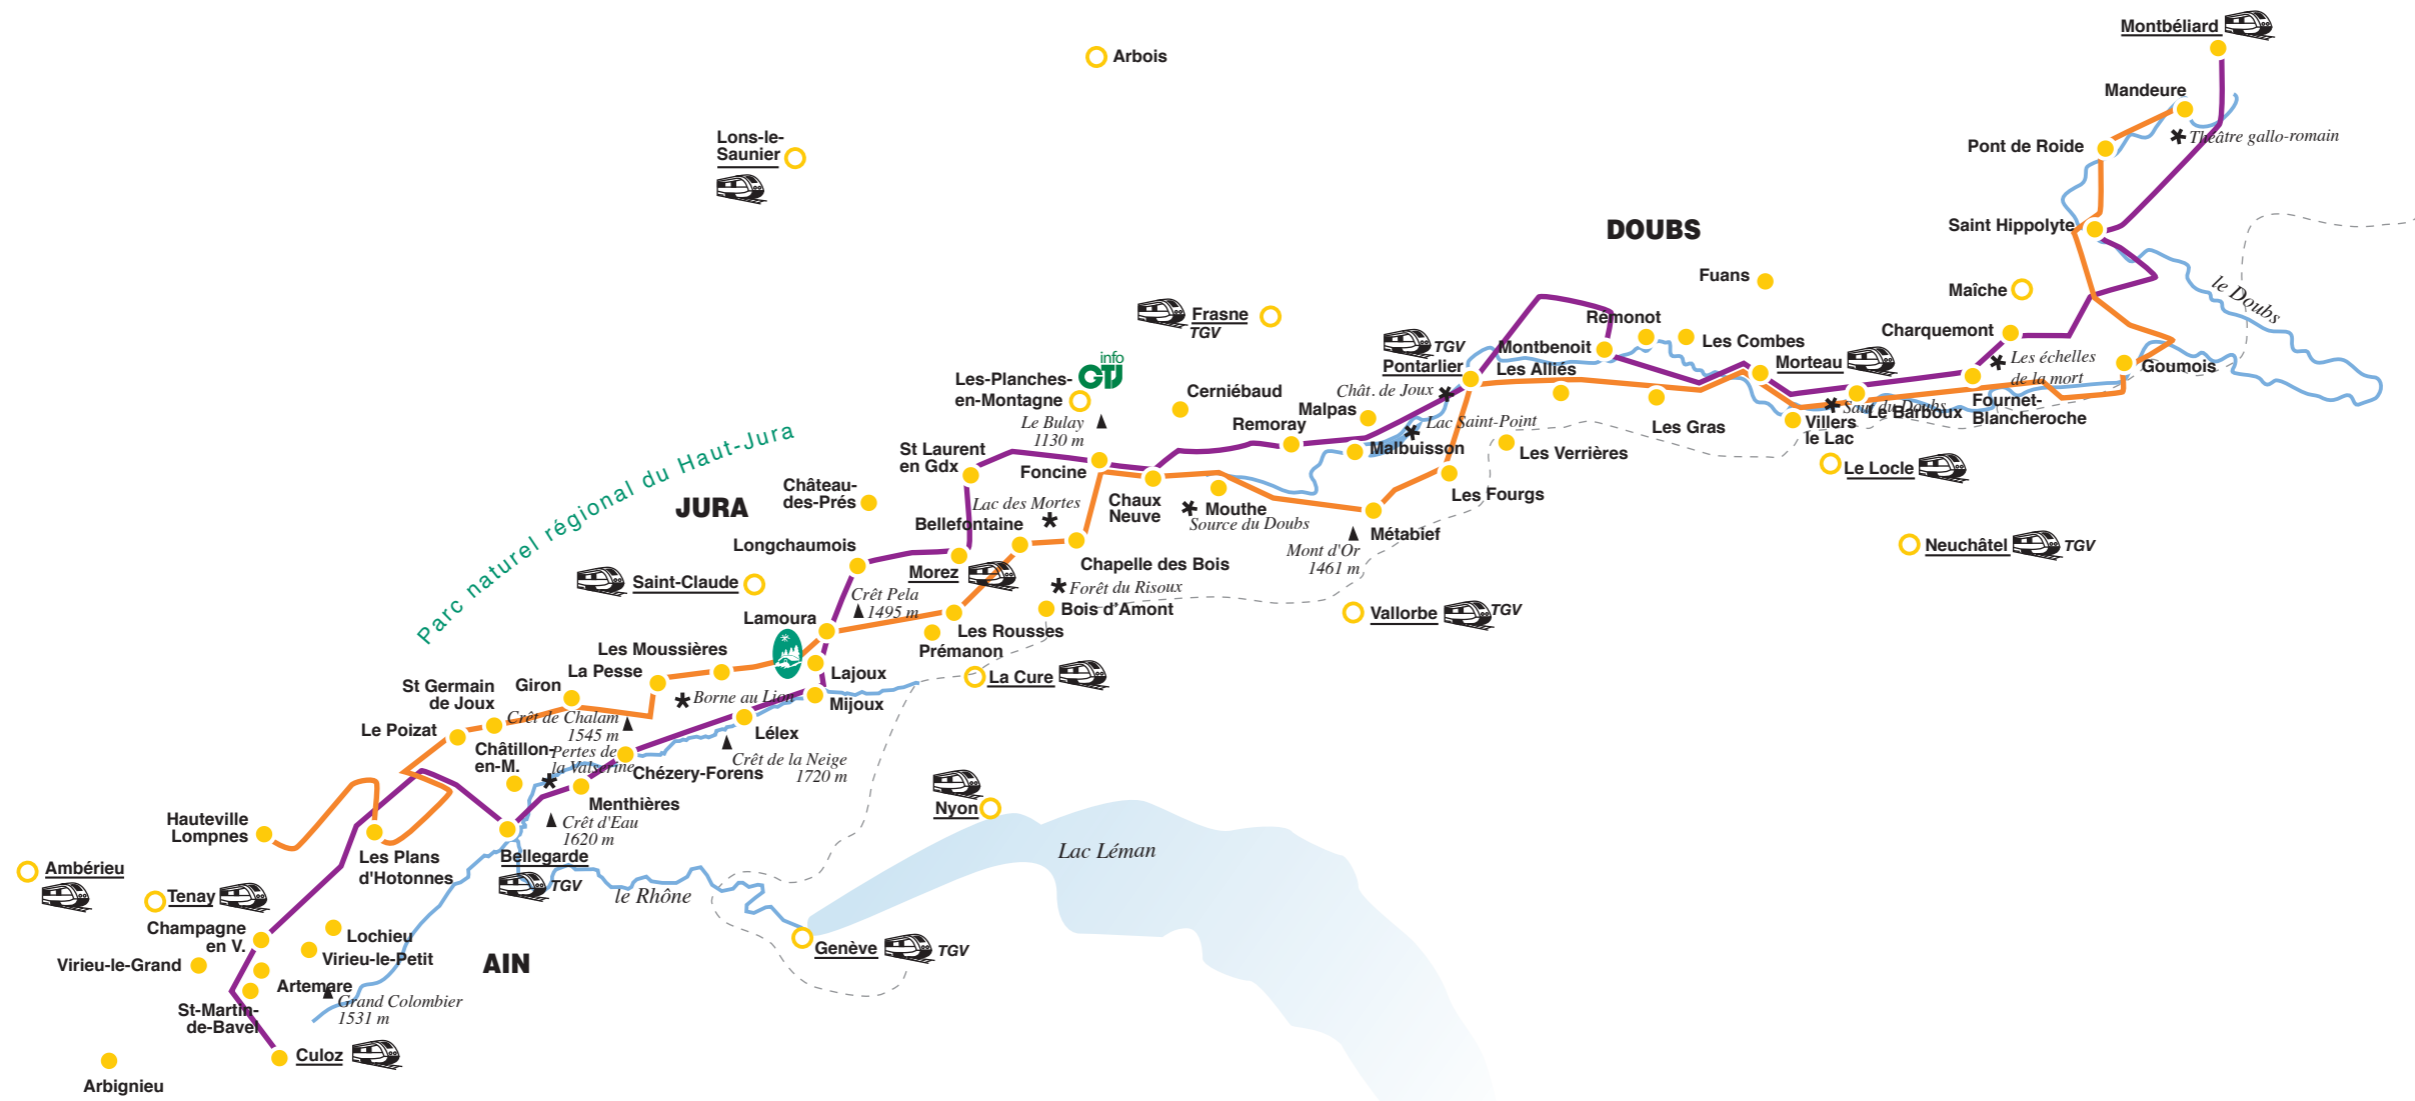 Montbéliard
Arbois
Mandeure
Lons-le-
Saunier
Théâtre gallo-romain
Pont de Roide
DOUBS
Saint Hippolyte
Fuans
Maîche
le Doubs
Frasne
TGV
Remonot
Charquemont
Les Combes
Montbenoit
TGV
Pontarlier
info
GTJ
Les-Planches-
en-Montagne
Morteau
Les échelles
de la mort
Goumois
Les Alliés
Cerniébaud
Chât. de Joux
Malpas
Le Bulay
1130 m
Remoray
Lac Saint-Point
Saut du Doubs
Le Barboux
Fournet-
Blancheroche
Villers
le Lac
Les Gras
Parc naturel régional du Haut-Jura
St Laurent
en Gdx
Foncine
Malbuisson
Les Verrières
Le Locle
JURA
Château-
des-Prés
Lac des Mortes
Chaux
Neuve
Mouthe
Source du Doubs
Les Fourgs
Bellefontaine
Métabief
Mont d'Or
1461 m
Neuchâtel
TGV
Longchaumois
Chapelle des Bois
Morez
Saint-Claude
Forêt du Risoux
Crêt Pela
1495 m
Bois d'Amont
Vallorbe
TGV
Lamoura
Les Rousses
Prémanon
Les Moussières
La Pesse
Lajoux
La Cure
Giron
St Germain
de Joux
Borne au Lion
Mijoux
Crêt de Chalam
1545 m
Le Poizat
Lélex
Châtillon-
en-M.
Pertes de
la Valserine
Crêt de la Neige
1720 m
Chézery-Forens
Menthières
Nyon
Hauteville
Lompnes
Crêt d'Eau
1620 m
Lac Léman
Les Plans
d'Hotonnes
Bellegarde
TGV
Ambérieu
le Rhône
Tenay
Champagne
en V.
Lochieu
Genève
TGV
Virieu-le-Petit
Virieu-le-Grand
AIN
Artemare
Grand Colombier
1531 m
St-Martin-
de-Bavel
Culoz
Arbignieu